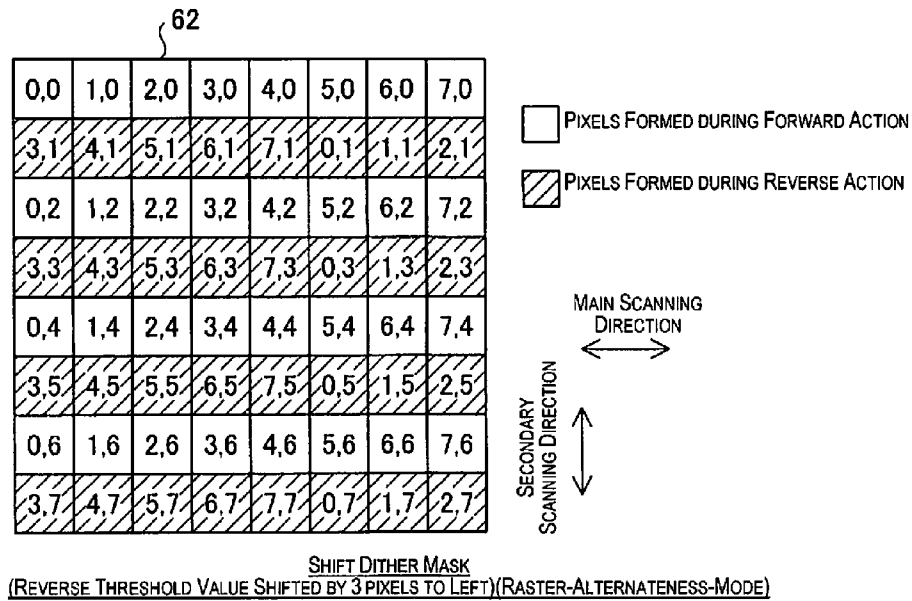 62
0,0 1,0 2,0 3,0 4,0 5,0 6,0 7,0
3,1 4,1 5,1 6,1 7,1 0,1 1,1 2,1
0,2 1,2 2,2 3,2 4,2 5,2 6,2 7,2
3,3 4,3 5,3 6,3 7,3 0,3 1,3 2,3
0,4 1,4 2,4 3,4 4,4 5,4 6,4 7,4
3,5 4,5 5,5 6,5 7,5 0,5 1,5 2,5
0,6 1,6 2,6 3,6 4,6 5,6 6,6 7,6
3,7 4,7 5,7 6,7 7,7 0,7 1,7 2,7
PIXELS FORMED DURING FORWARD ACTION
PIXELS FORMED DURING REVERSE ACTION
MAIN SCANNING
DIRECTION
SECONDARY
SCANNING DIRECTION
SHIFT DITHER MASK
(REVERSE THRESHOLD VALUE SHIFTED BY 3 PIXELS TO LEFT)(RASTER-ALTERNATENESS-MODE)